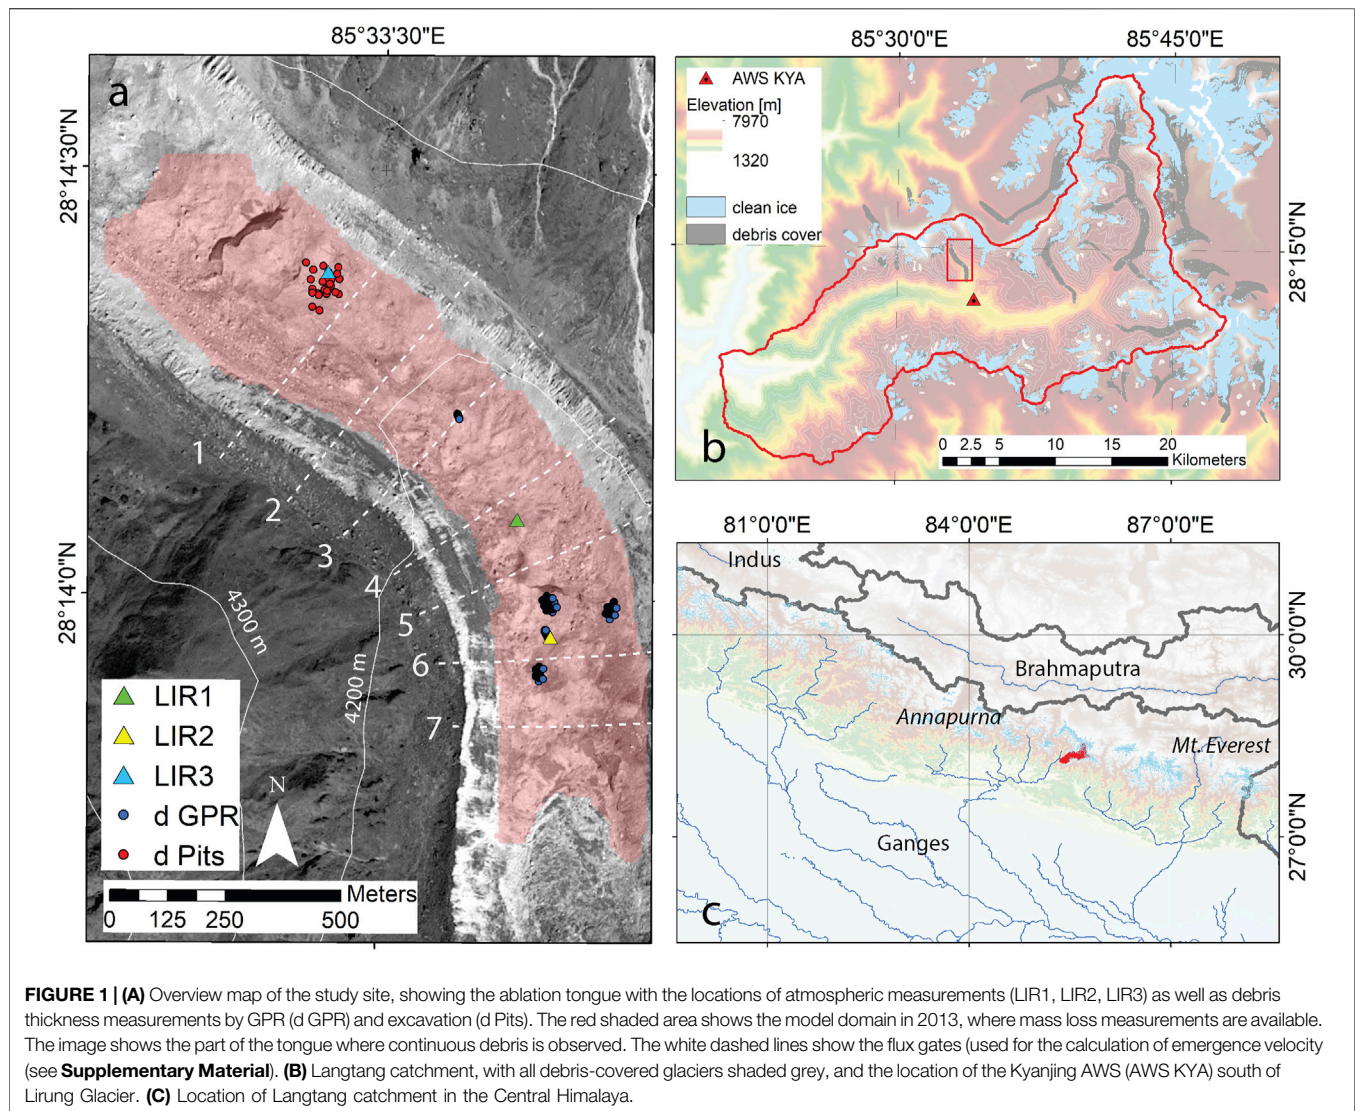 85°33'30"E
a
28°14'30"N
28°14'0"N
1
2
3
4
5
6
7
4300 m
4200 m
LIR1
LIR2
LIR3
d GPR
d Pits
N
Meters
0 125 250 500
85°30'0"E 85°45'0"E
AWS KYA
Elevation [m]
7970
1320
clean ice
debris cover
28°15'0"N
b
0 2.5 5 10 15 20
Kilometers
81°0'0"E 84°0'0"E 87°0'0"E
Indus
Brahmaputra
Annapurna
Mt. Everest
Ganges
30°0'0"N
27°0'0"N
c
FIGURE 1 | (A) Overview map of the study site, showing the ablation tongue with the locations of atmospheric measurements (LIR1, LIR2, LIR3) as well as debris
thickness measurements by GPR (d GPR) and excavation (d Pits). The red shaded area shows the model domain in 2013, where mass loss measurements are available.
The image shows the part of the tongue where continuous debris is observed. The white dashed lines show the flux gates (used for the calculation of emergence velocity
(see Supplementary Material). (B) Langtang catchment, with all debris-covered glaciers shaded grey, and the location of the Kyanjing AWS (AWS KYA) south of
Lirung Glacier. (C) Location of Langtang catchment in the Central Himalaya.